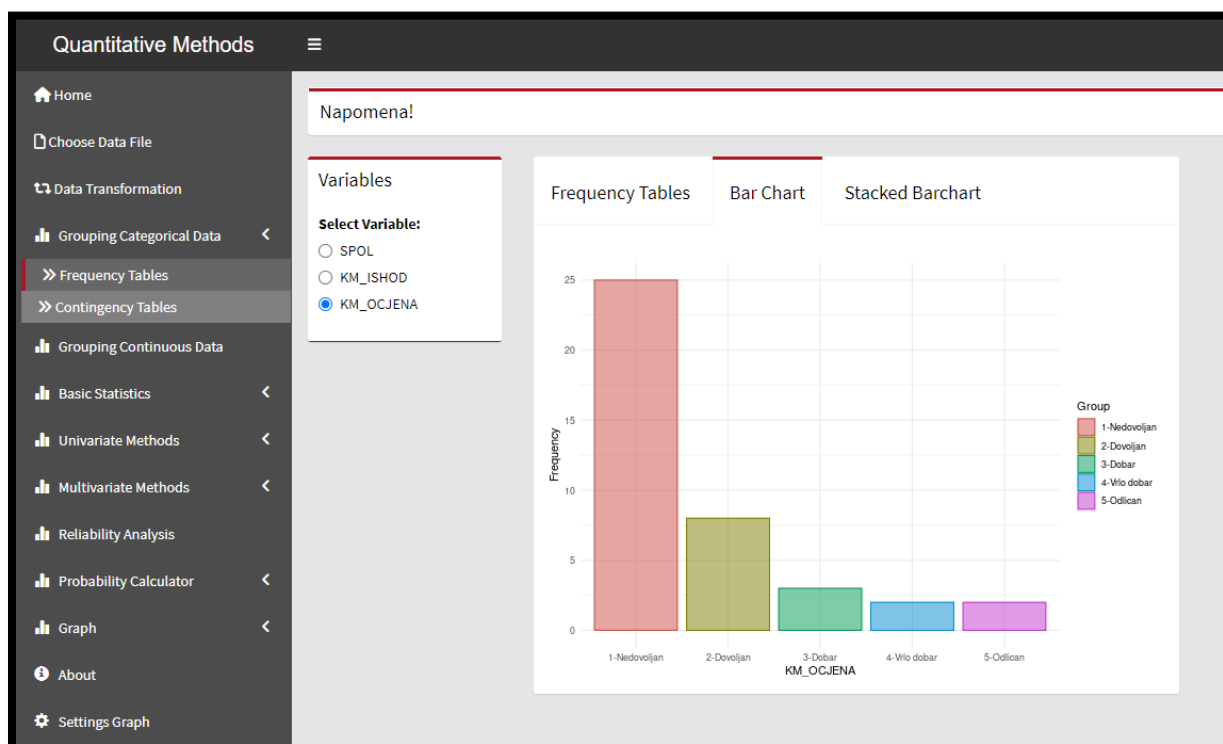 Quantitative Methods
Home
Choose Data File
Data Transformation
Grouping Categorical Data
Frequency Tables
Contingency Tables
Grouping Continuous Data
Basic Statistics
Univariate Methods
Multivariate Methods
Reliability Analysis
Probability Calculator
Graph
About
Settings Graph
Napomena!
Variables
Select Variable:
SPOL
KM_ISHOD
KM_OCJENA
Frequency Tables Bar Chart Stacked Barchart
25
20
15
10
5
0
Frequency
1-Nedovoljan 2-Dovoljan 3-Dobar 4-Vrlo dobar 5-Odlican
KM_OCJENA
Group
1-Nedovoljan
2-Dovoljan
3-Dobar
4-Vrlo dobar
5-Odlican